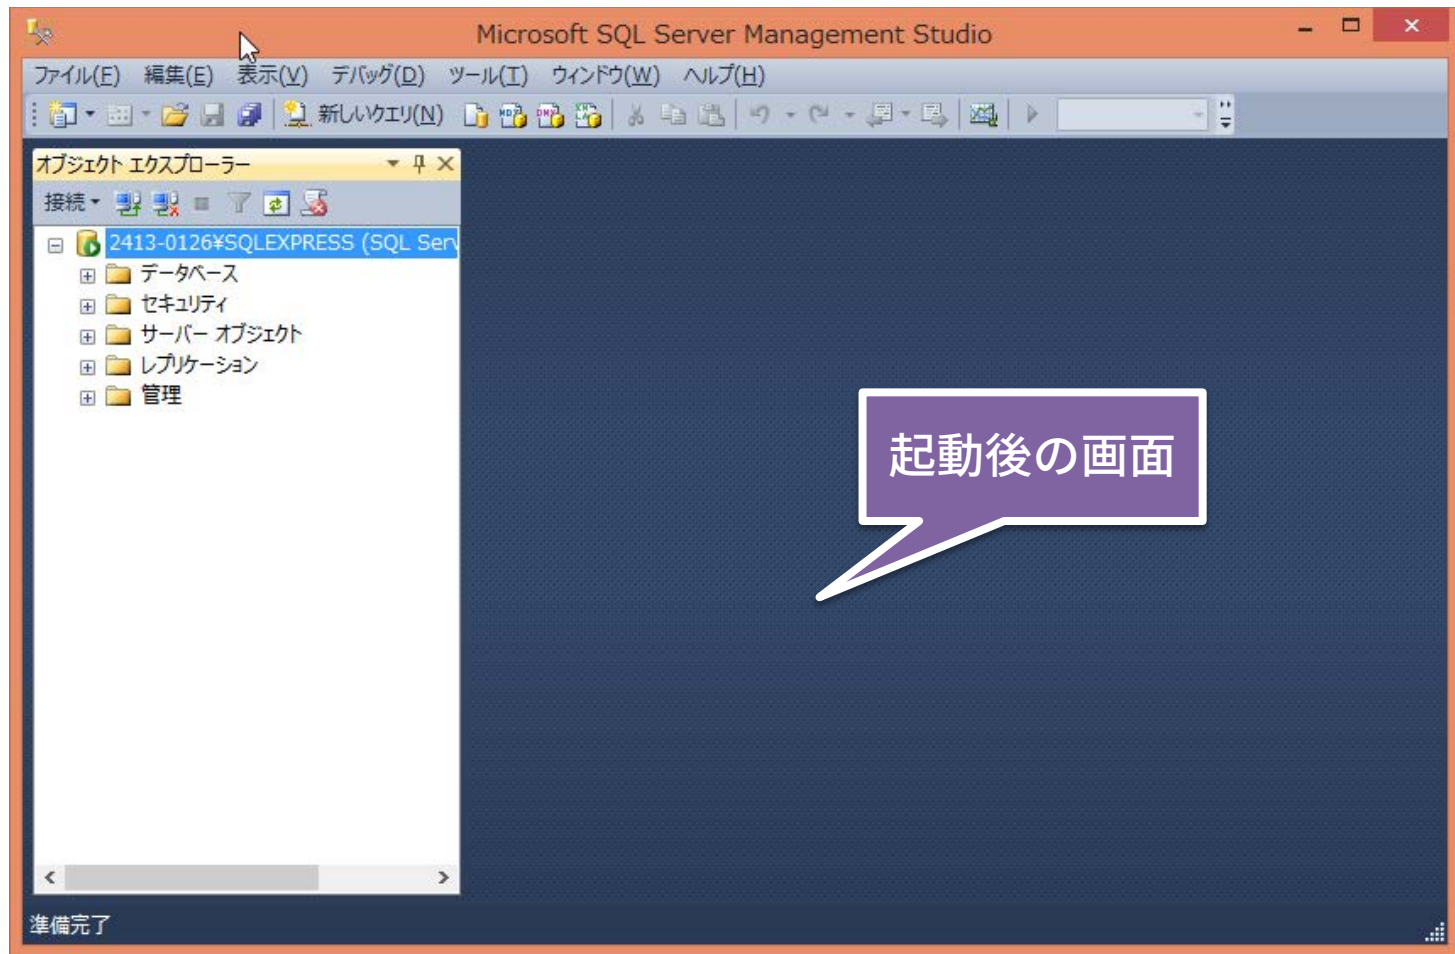 Microsoft SQL Server Management Studio
ファイル(F) 編集(E) 表示(V) デバッグ(D) ツール(T) ウィンドウ(W) ヘルプ(H)
新しいクエリ(N)
オブジェクト エクスプローラー
接続
2413-0126¥SQLEXPRESS (SQL Serv
データベース
セキュリティ
サーバー オブジェクト
レプリケーション
管理
起動後の画面
準備完了